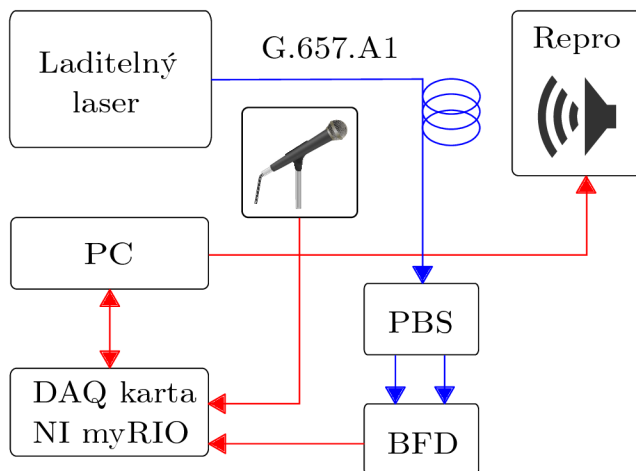 Laditelný
laser
G.657.A1
Repro
PC
PBS
DAQ karta
NI myRIO
BFD